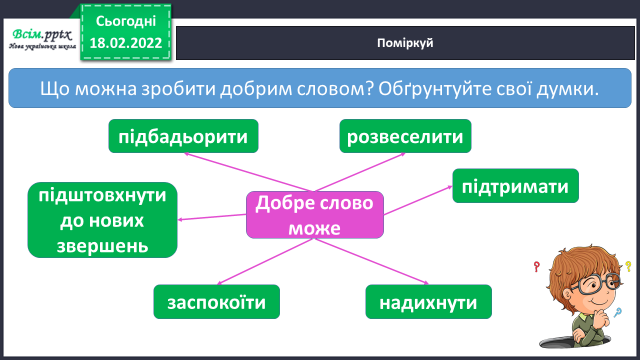 Всім.pptx
Нова українська школа
Сьогодні
18.02.2022
Поміркуй
Що можна зробити добрим словом? Обґрунтуйте свої думки.
підбадьорити
розвеселити
підтримати
підштовхнути
до нових
звершень
Добре слово
може
заспокоїти
надихнути